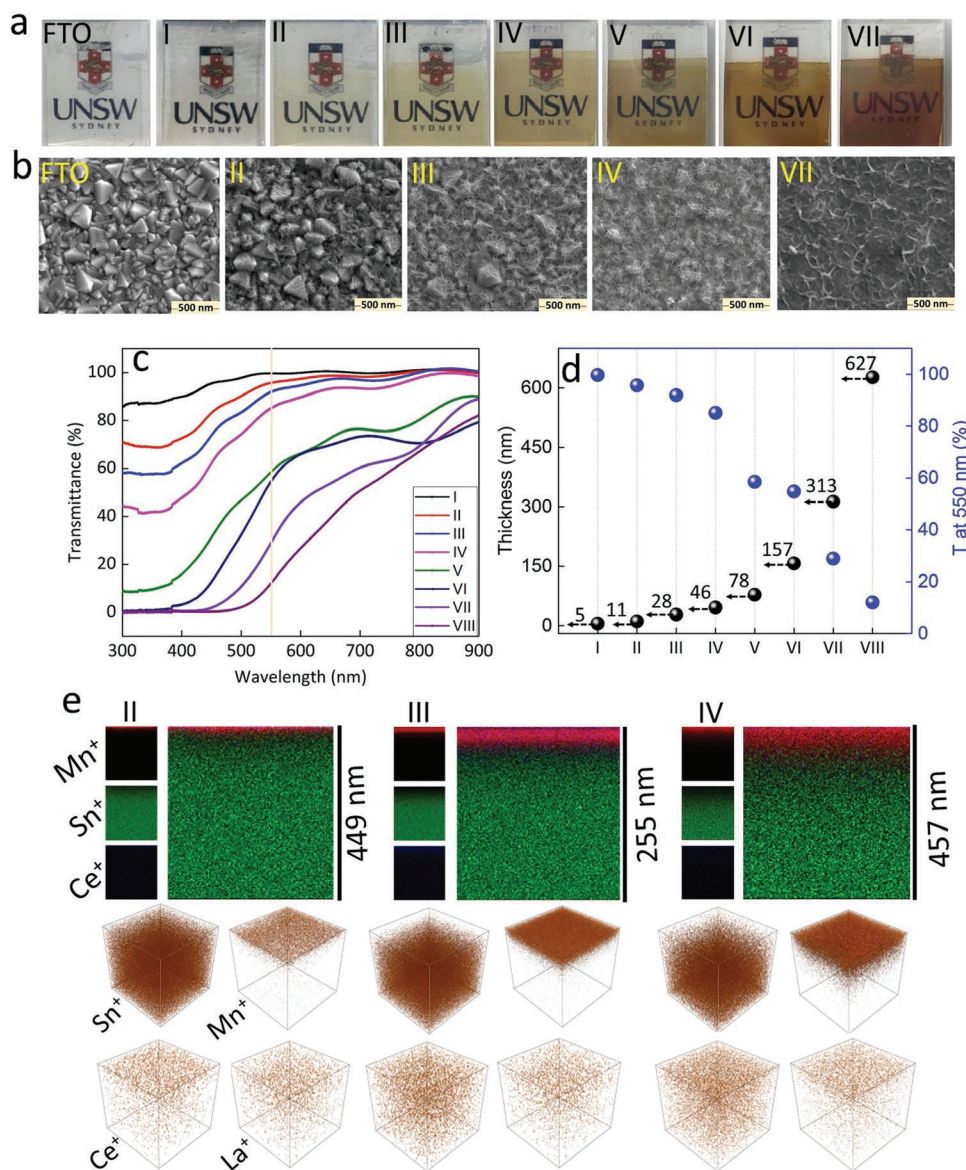 a
FTO I II III IV V VI VII
UNSW UNSW UNSW UNSW UNSW UNSW UNSW UNSW
SYDNEY SYDNEY SYDNEY SYDNEY SYDNEY SYDNEY SYDNEY SYDNEY
b
FTO II III IV VII
500 nm 500 nm 500 nm 500 nm 500 nm
c
Transmittance (%)
100
80
60
40
20
0
300 400 500 600 700 800 900
Wavelength (nm)
I
II
III
IV
V
VI
VII
VIII
d
Thickness (nm)
600
450
300
150
0
5 11 28 46 78 157 313 627
I II III IV V VI VII VIII
100
80
60
40
20
0
T at 550 nm (%)
e
II III IV
Mn⁺
Sn⁺
Ce⁺
449 nm 255 nm 457 nm
Sn⁺ Mn⁺
Ce⁺ La⁺